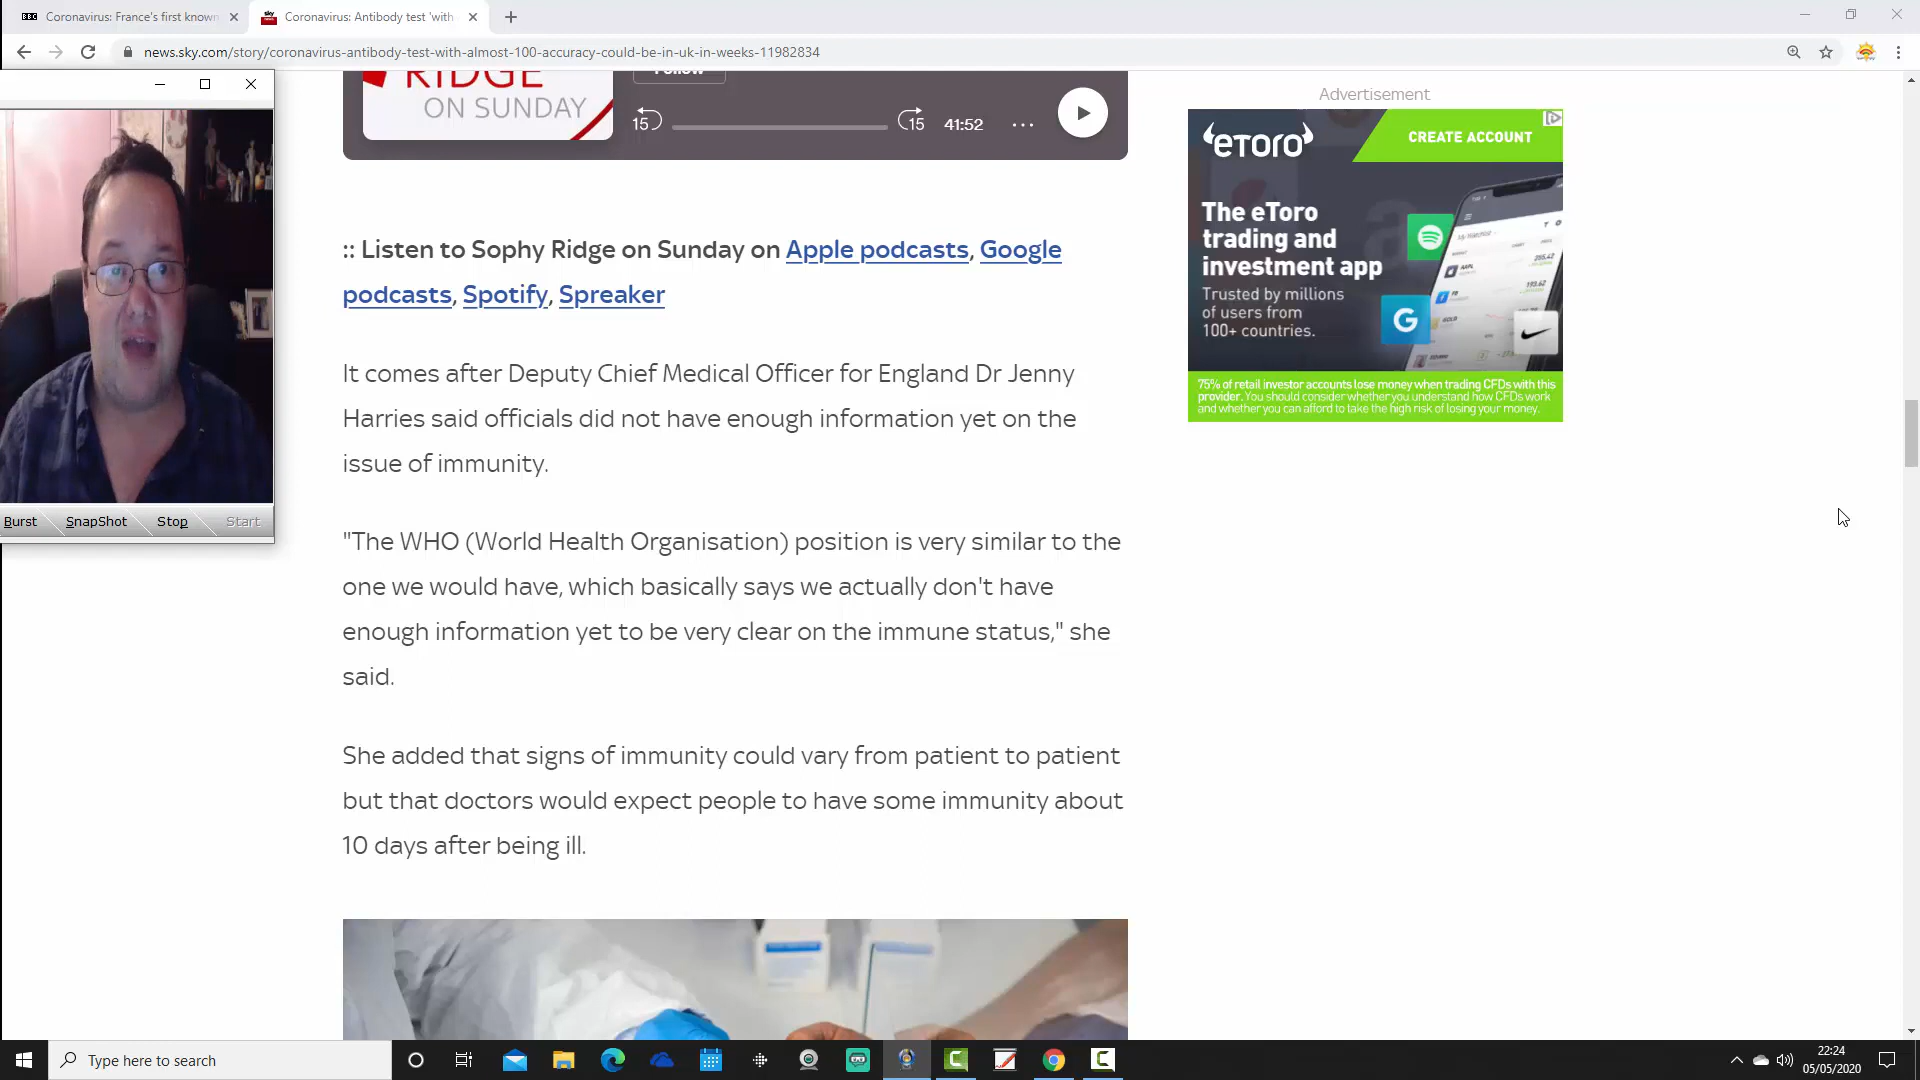 Coronavirus: France's first known
Coronavirus: Antibody test 'with
news.sky.com/story/coronavirus-antibody-test-with-almost-100-accuracy-could-be-in-uk-in-weeks-11982834
RIDGE
ON SUNDAY
Follow
15
15
41:52
Advertisement
eToro
CREATE ACCOUNT
The eToro
trading and
investment app
Trusted by millions
of users from
100+ countries.
75% of retail investor accounts lose money when trading CFDs with this
provider. You should consider whether you understand how CFDs work
and whether you can afford to take the high risk of losing your money.
:: Listen to Sophy Ridge on Sunday on Apple podcasts, Google
podcasts, Spotify, Spreaker
It comes after Deputy Chief Medical Officer for England Dr Jenny
Harries said officials did not have enough information yet on the
issue of immunity.
"The WHO (World Health Organisation) position is very similar to the
one we would have, which basically says we actually don't have
enough information yet to be very clear on the immune status," she
said.
She added that signs of immunity could vary from patient to patient
but that doctors would expect people to have some immunity about
10 days after being ill.
Burst SnapShot Stop Start
Type here to search
22:24
05/05/2020